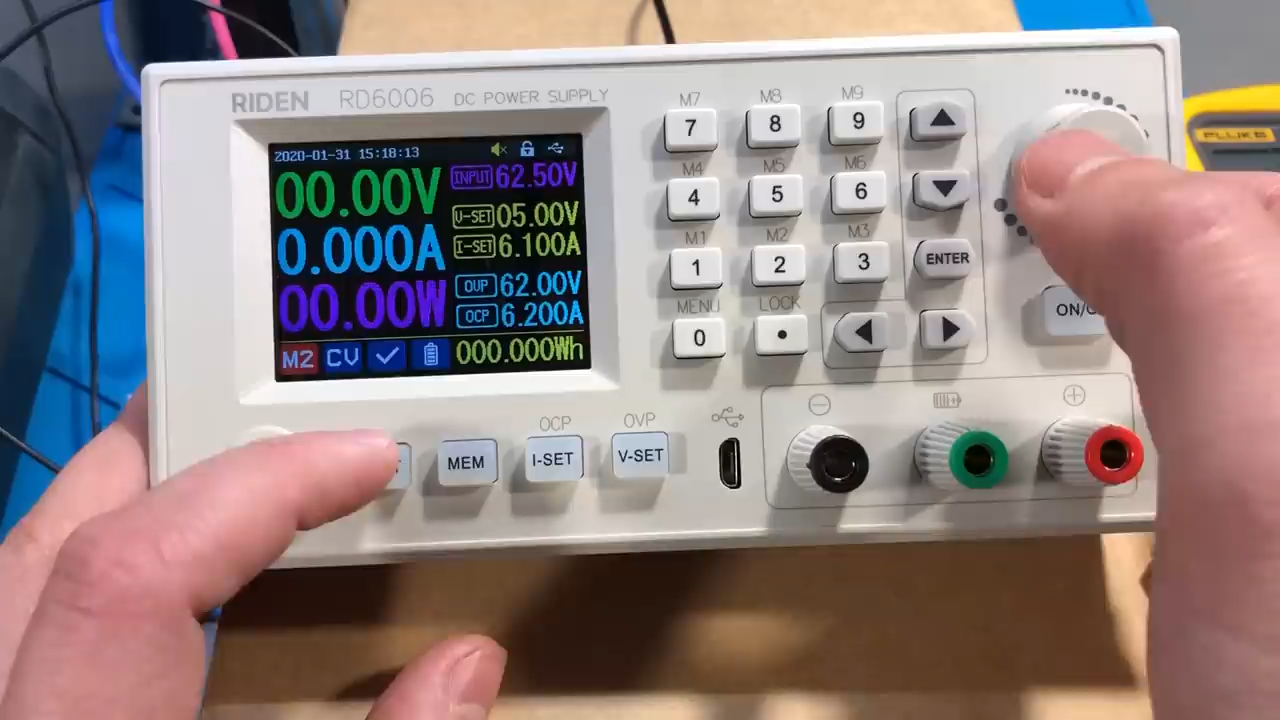 RIDEN RD6006 DC POWER SUPPLY
2020-01-31 15:18:13
00.00V
0.000A
00.00W
INPUT 62.50V
V-SET 05.00V
I-SET 6.100A
OVP 62.00V
OCP 6.200A
M2 CV 000.000Wh
M7 M8 M9
7 8 9
M4 M5 M6
4 5 6
M1 M2 M3
1 2 3
ENTER
MENU LOCK
0 •
MEM
OCP
I-SET
OVP
V-SET
FLUKE